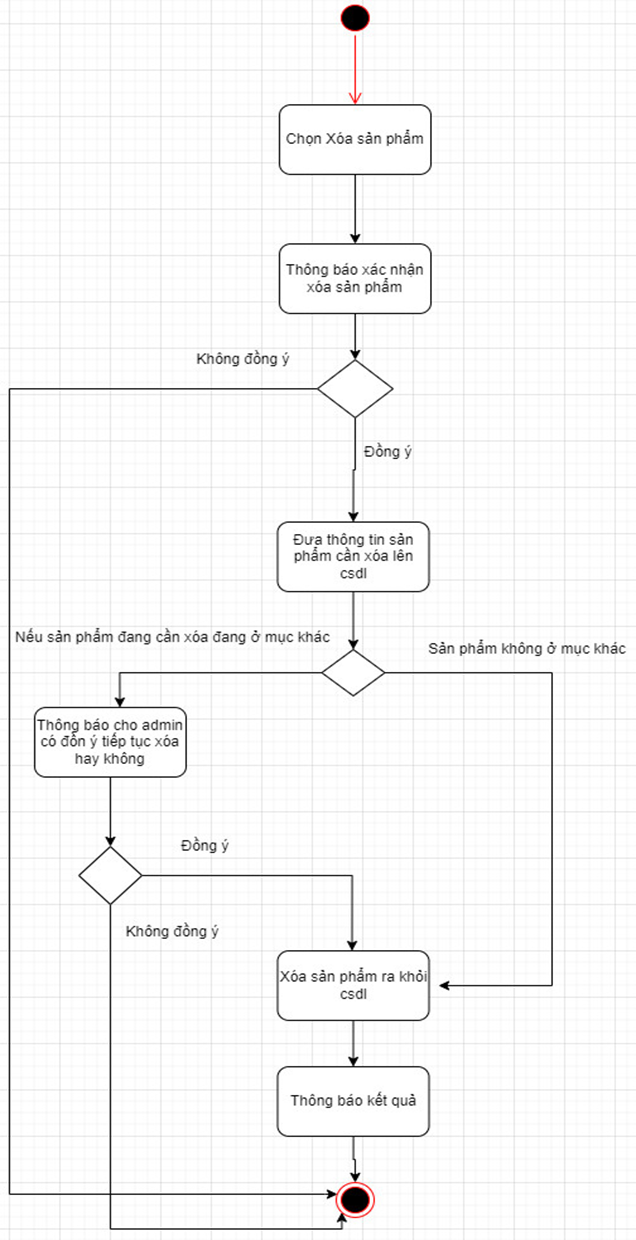 Chọn Xóa sản phẩm
Thông báo xác nhận
xóa sản phẩm
Không đồng ý
Đồng ý
Đưa thông tin sản
phẩm cần xóa lên
csdl
Nếu sản phẩm đang cần xóa đang ở mục khác
Sản phẩm không ở mục khác
Thông báo cho admin
có đôn ý tiếp tục xóa
hay không
Đồng ý
Không đồng ý
Xóa sản phẩm ra khỏi
csdl
Thông báo kết quả